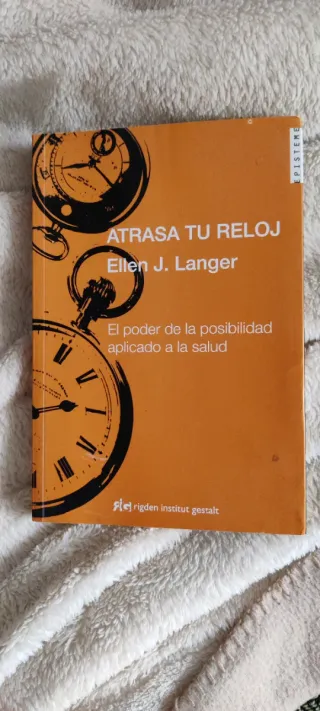 EPISTEME
ATRASA TU RELOJ
Ellen J. Langer
El poder de la posibilidad
aplicado a la salud
rigden institut gestalt